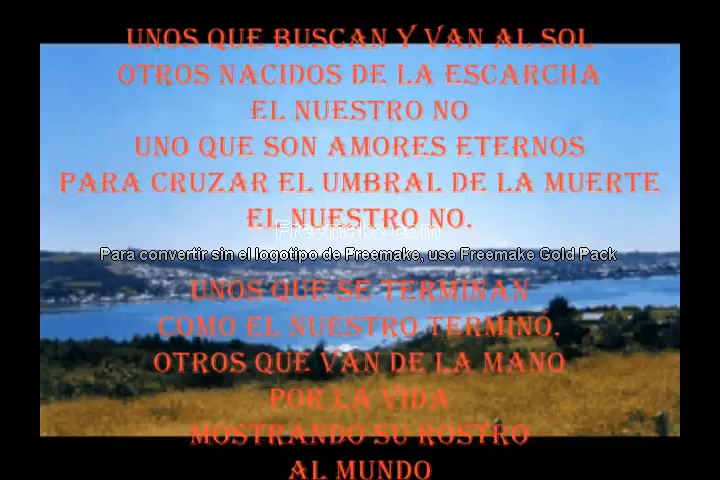 UNOS QUE BUSCAN Y VAN AL SOL
OTROS NACIDOS DE LA ESCARCHA
EL NUESTRO NO
UNO QUE SON AMORES ETERNOS
PARA CRUZAR EL UMBRAL DE LA MUERTE
EL NUESTRO NO.
Freemake.com
Para convertir sin el logotipo de Freemake, use Freemake Gold Pack
UNOS QUE SE TERMINAN
COMO EL NUESTRO TERMINÓ.
OTROS QUE VAN DE LA MANO
POR LA VIDA
MOSTRANDO SU ROSTRO
AL MUNDO